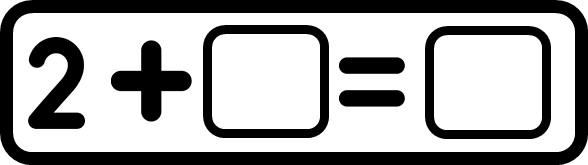 2 + □ = □